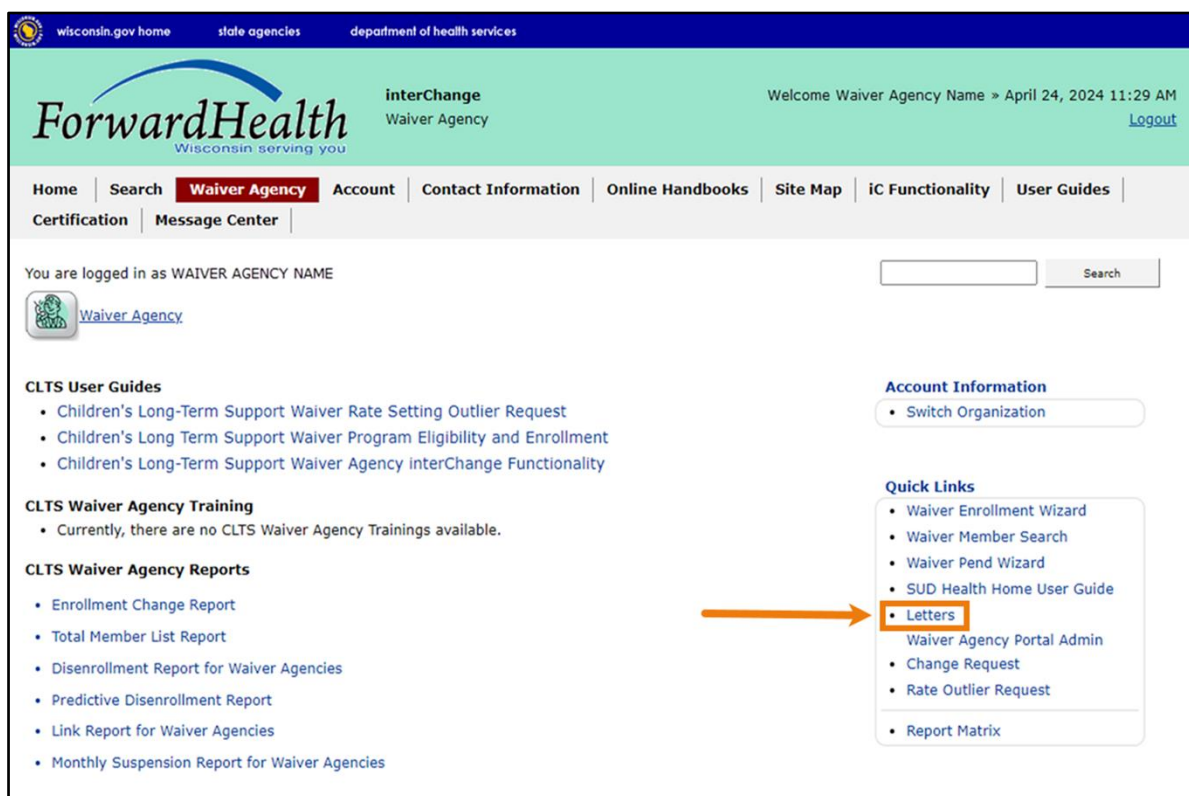 wisconsin.gov home state agencies department of health services
ForwardHealth
Wisconsin serving you
interChange
Waiver Agency
Welcome Waiver Agency Name » April 24, 2024 11:29 AM
Logout
Home Search Waiver Agency Account Contact Information Online Handbooks Site Map iC Functionality User Guides
Certification Message Center
You are logged in as WAIVER AGENCY NAME
Search
Waiver Agency
CLTS User Guides
• Children's Long-Term Support Waiver Rate Setting Outlier Request
• Children's Long Term Support Waiver Program Eligibility and Enrollment
• Children's Long-Term Support Waiver Agency interChange Functionality
CLTS Waiver Agency Training
• Currently, there are no CLTS Waiver Agency Trainings available.
CLTS Waiver Agency Reports
• Enrollment Change Report
• Total Member List Report
• Disenrollment Report for Waiver Agencies
• Predictive Disenrollment Report
• Link Report for Waiver Agencies
• Monthly Suspension Report for Waiver Agencies
Account Information
• Switch Organization
Quick Links
• Waiver Enrollment Wizard
• Waiver Member Search
• Waiver Pend Wizard
• SUD Health Home User Guide
• Letters
Waiver Agency Portal Admin
• Change Request
• Rate Outlier Request
• Report Matrix